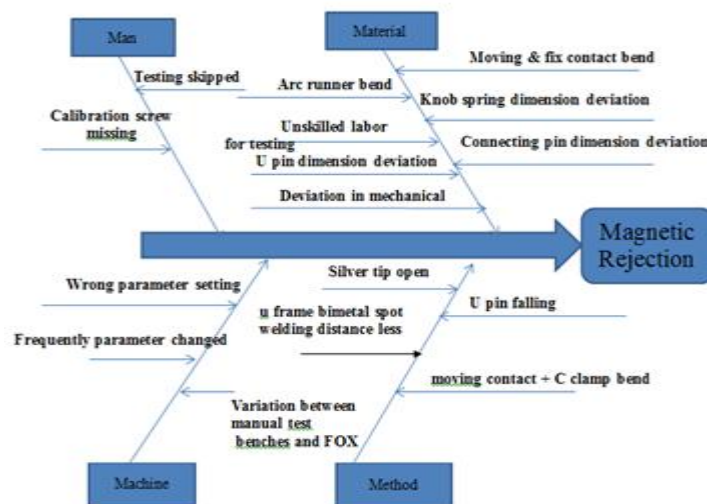 Man
Material
Moving & fix contact bend
Testing skipped
Arc runner bend
Knob spring dimension deviation
Calibration screw
missing
Unskilled labor
for testing
Connecting pin dimension deviation
U pin dimension deviation
Deviation in mechanical
Magnetic
Rejection
Silver tip open
Wrong parameter setting
U pin falling
u frame bimetal spot
welding distance less
Frequently parameter changed
moving contact + C clamp bend
Variation between
manual test
benches and FOX
Machine
Method